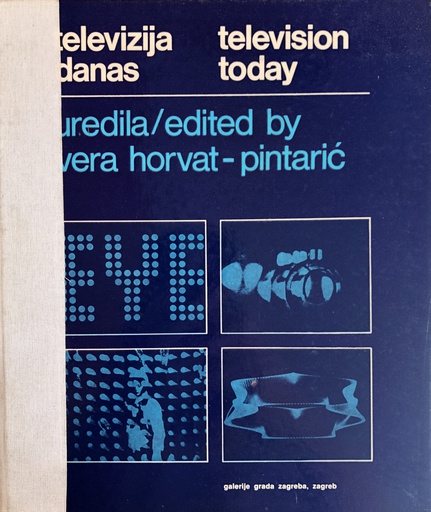 televizija
danas
television
today
uredila/edited by
vera horvat-pintarić
EYE
galerije grada zagreba, zagreb